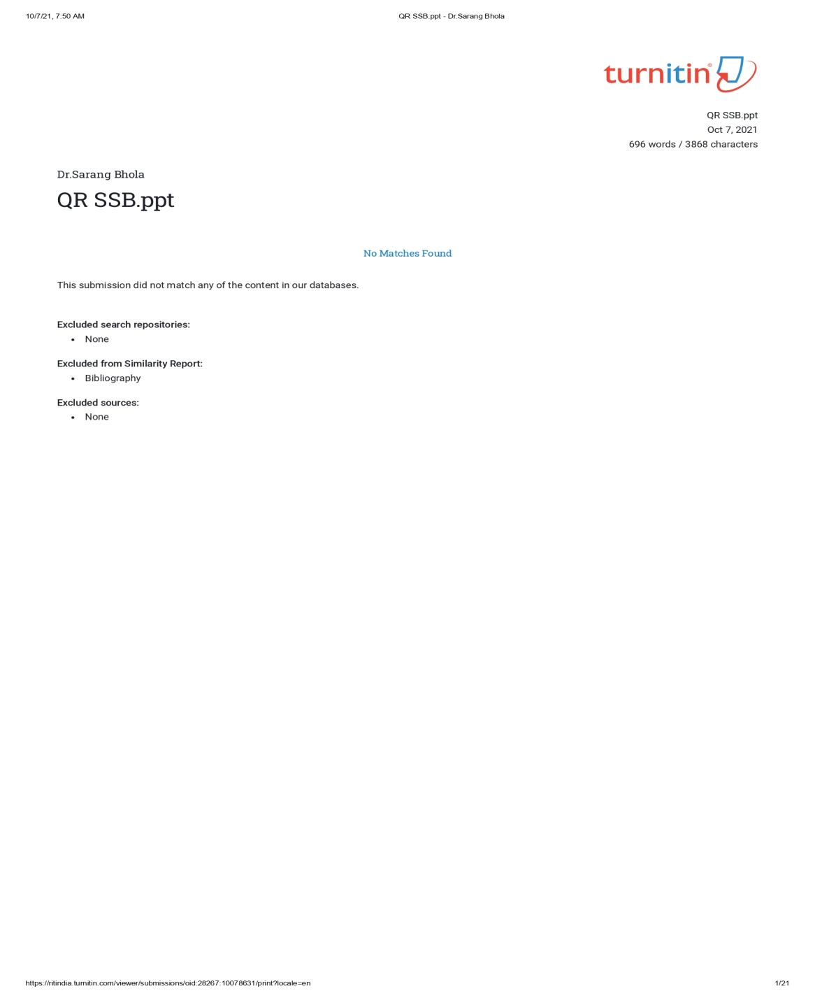 10/7/21, 7:50 AM
QR SSB.ppt - Dr.Sarang Bhola
turnitin®
QR SSB.ppt
Oct 7, 2021
696 words / 3868 characters
Dr.Sarang Bhola
QR SSB.ppt
No Matches Found
This submission did not match any of the content in our databases.
Excluded search repositories:
• None
Excluded from Similarity Report:
• Bibliography
Excluded sources:
• None
https://ritindia.turnitin.com/viewer/submissions/oid:28267:10078631/print?locale=en
1/21